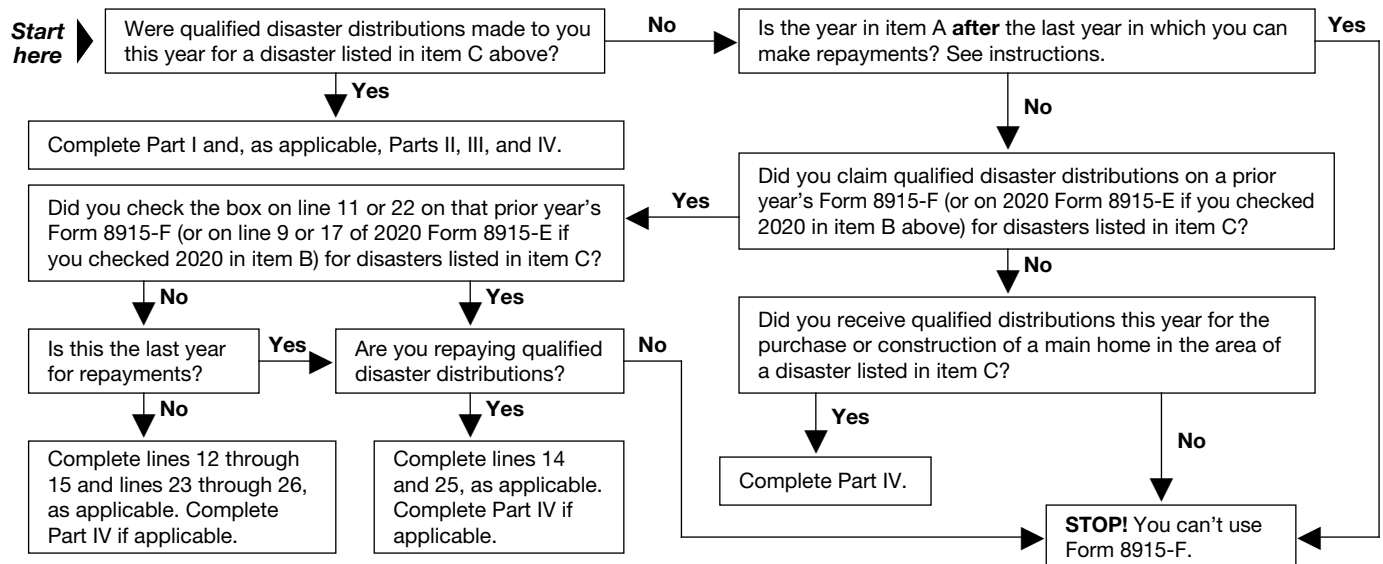 Start
here
Were qualified disaster distributions made to you
this year for a disaster listed in item C above?
No
Is the year in item A after the last year in which you can
make repayments? See instructions.
Yes
Yes
No
Complete Part I and, as applicable, Parts II, III, and IV.
Did you claim qualified disaster distributions on a prior
year's Form 8915-F (or on 2020 Form 8915-E if you checked
2020 in item B above) for disasters listed in item C?
Yes
Did you check the box on line 11 or 22 on that prior year's
Form 8915-F (or on line 9 or 17 of 2020 Form 8915-E if
you checked 2020 in item B) for disasters listed in item C?
No
No
Yes
Did you receive qualified distributions this year for the
purchase or construction of a main home in the area of
a disaster listed in item C?
Is this the last year
for repayments?
Yes
Are you repaying qualified
disaster distributions?
No
No
Yes
Yes
No
Complete lines 12 through
15 and lines 23 through 26,
as applicable. Complete
Part IV if applicable.
Complete lines 14
and 25, as applicable.
Complete Part IV if
applicable.
Complete Part IV.
STOP! You can't use
Form 8915-F.